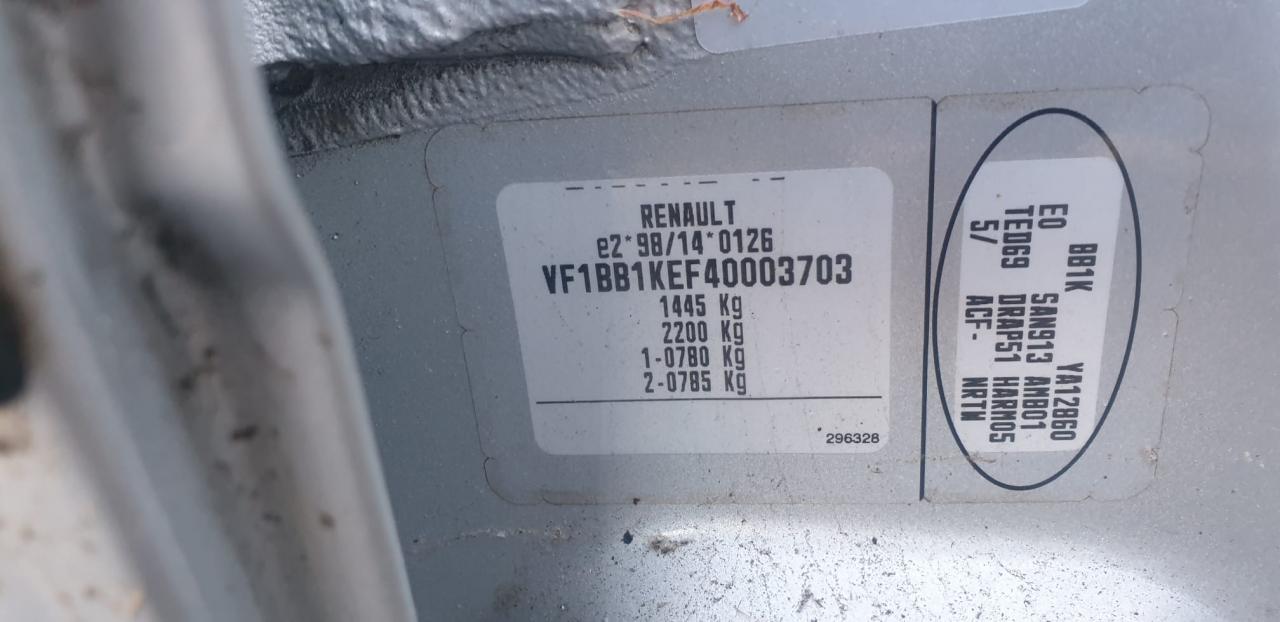 RENAULT
e2*98/14*0126
VF1BB1KEF40003703
1445 Kg
2200 Kg
1-0780 Kg
2-0785 Kg
296328
BB1K YA12B60
E0 SAN913 AMB01
TED69 DRAP51 HARM05
5/ ACF- NRTW